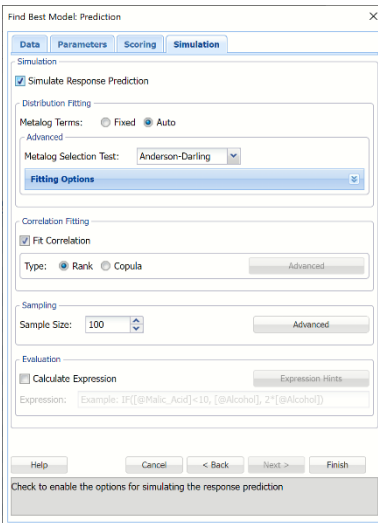 Find Best Model: Prediction
Data Parameters Scoring Simulation
Simulation
Simulate Response Prediction
Distribution Fitting
Metalog Terms: Fixed Auto
Advanced
Metalog Selection Test: Anderson-Darling
Fitting Options
Correlation Fitting
Fit Correlation
Type: Rank Copula Advanced
Sampling
Sample Size: 100 Advanced
Evaluation
Calculate Expression Expression Hints
Expression: Example: IF([@Malic_Acid]<10, [@Alcohol], 2*[@Alcohol])
Help Cancel < Back Next > Finish
Check to enable the options for simulating the response prediction